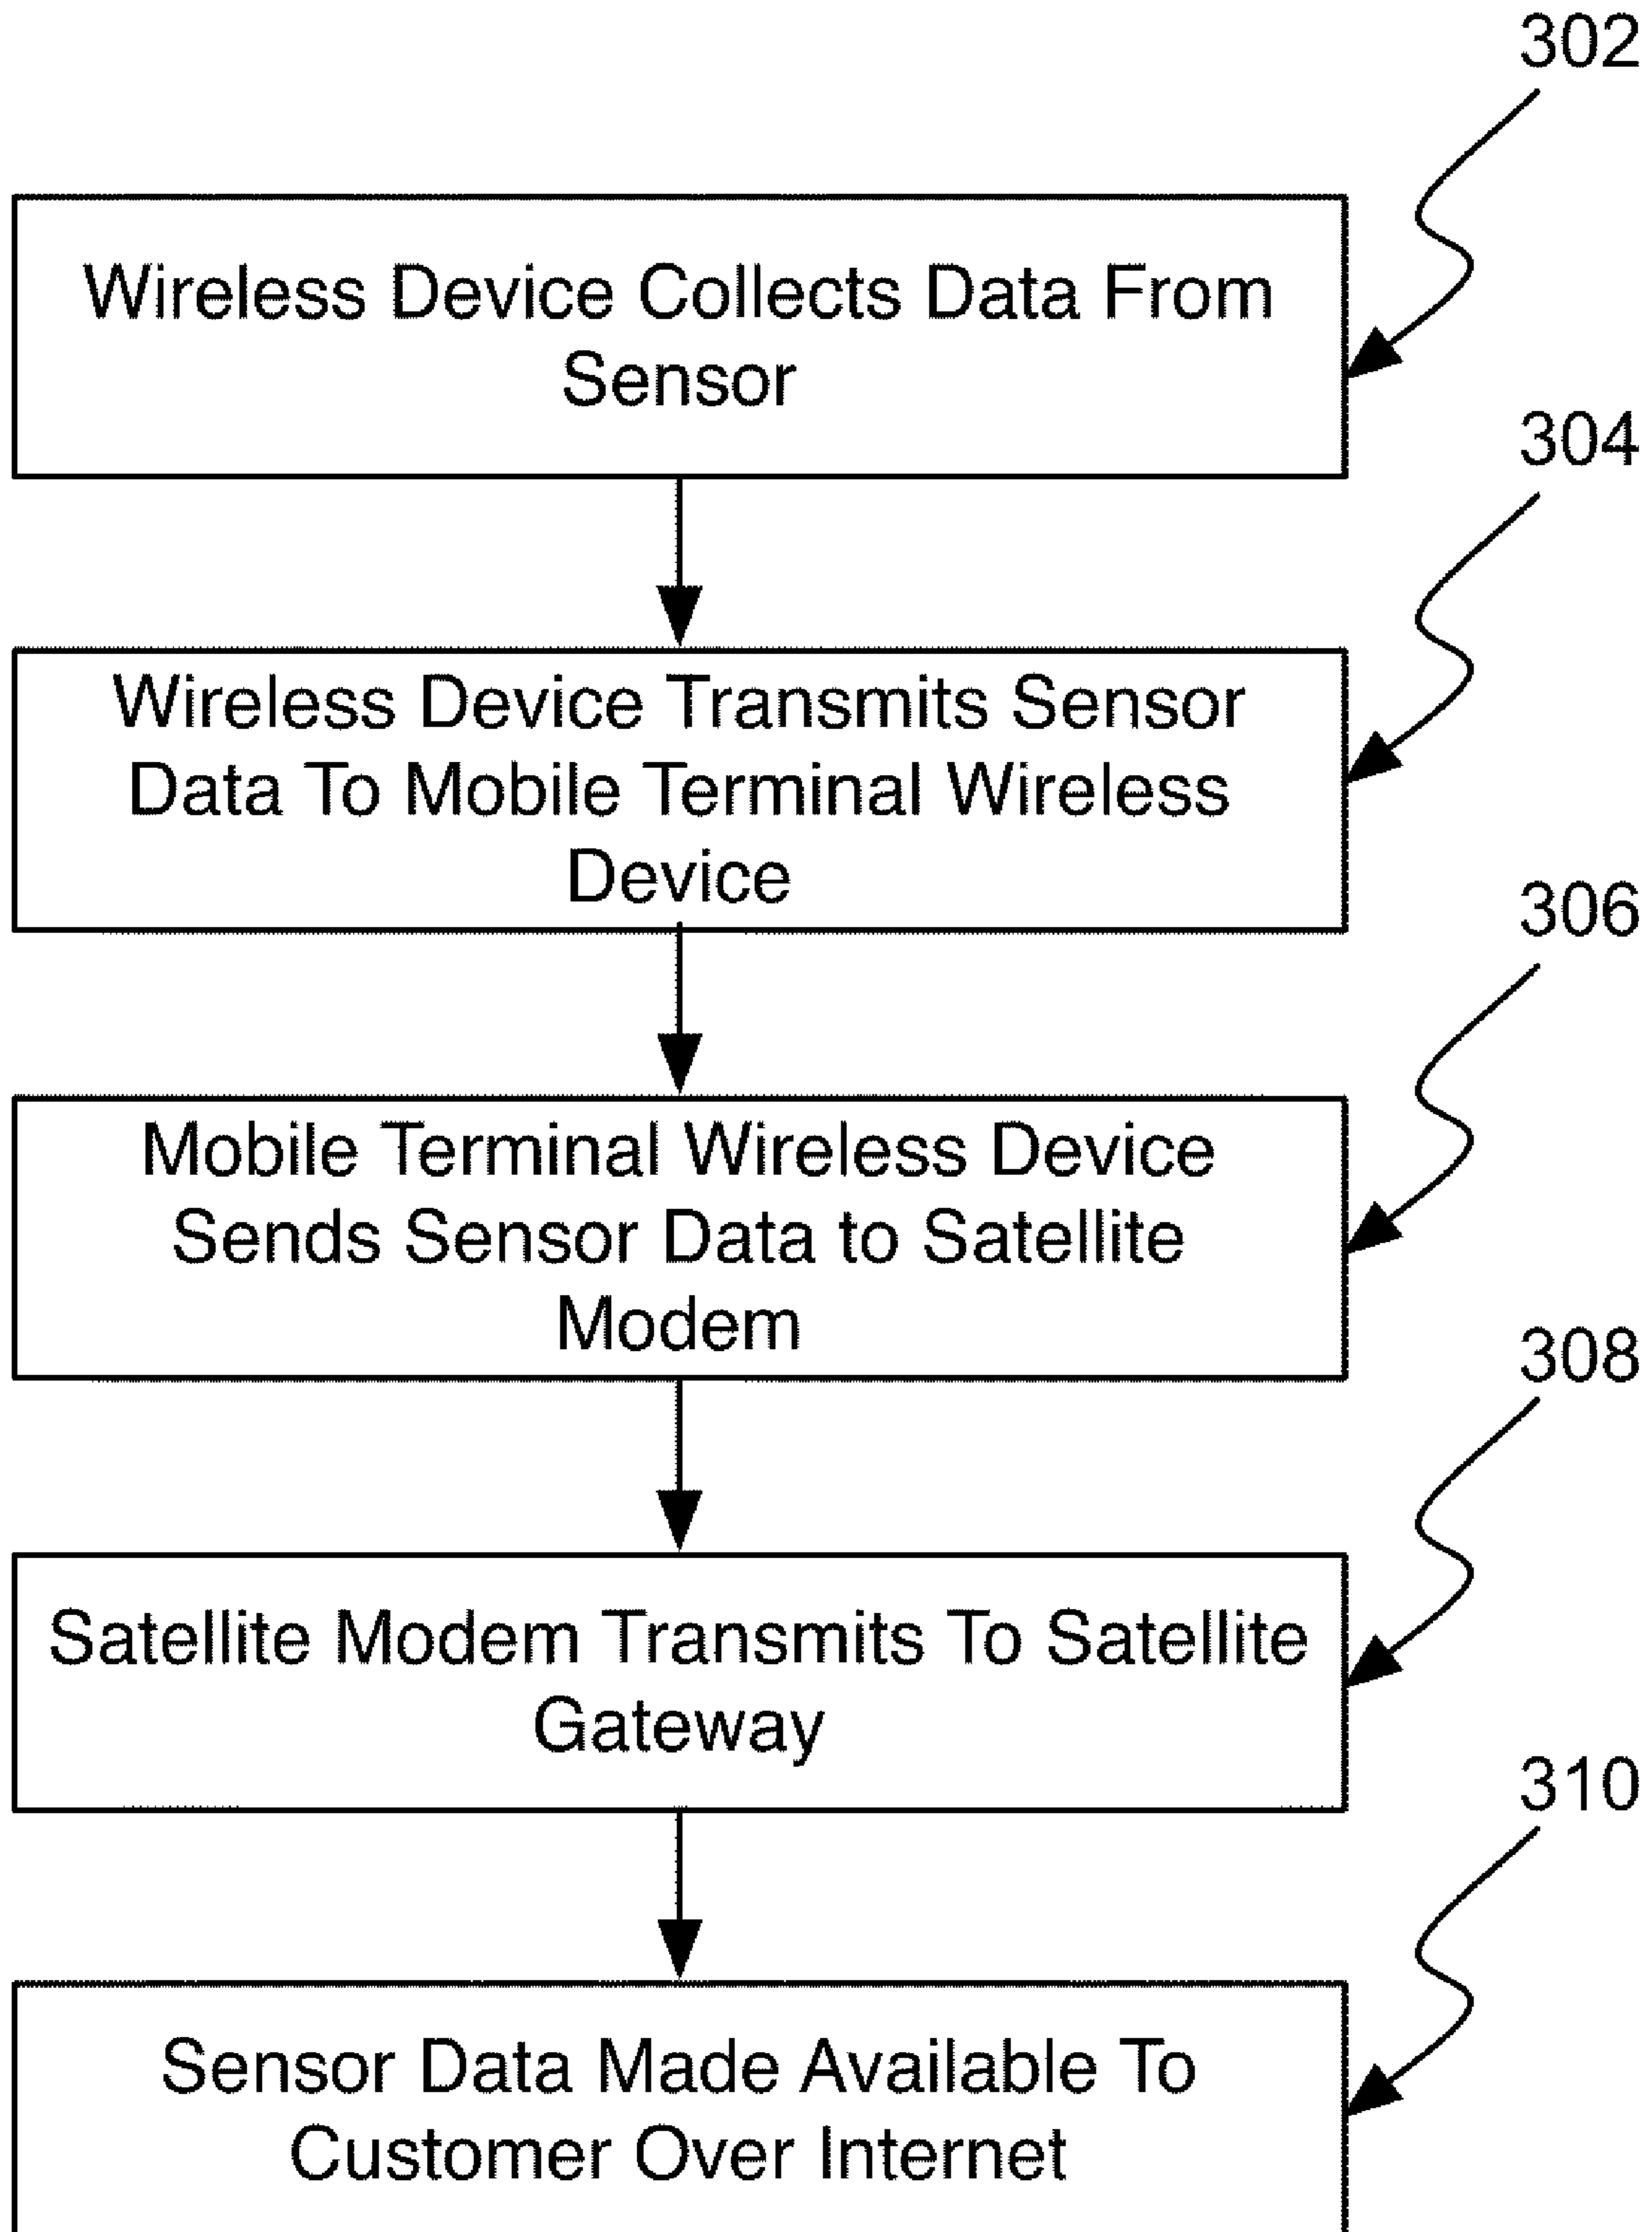 302
Wireless Device Collects Data From
Sensor
304
Wireless Device Transmits Sensor
Data To Mobile Terminal Wireless
Device
306
Mobile Terminal Wireless Device
Sends Sensor Data to Satellite
Modem
308
Satellite Modem Transmits To Satellite
Gateway
310
Sensor Data Made Available To
Customer Over Internet